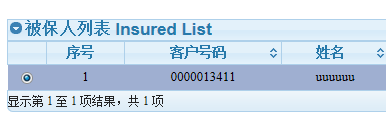 被保人列表 Insured List
序号 客户号码 姓名
1 0000013411 uuuuuu
显示第 1 至 1 项结果，共 1 项